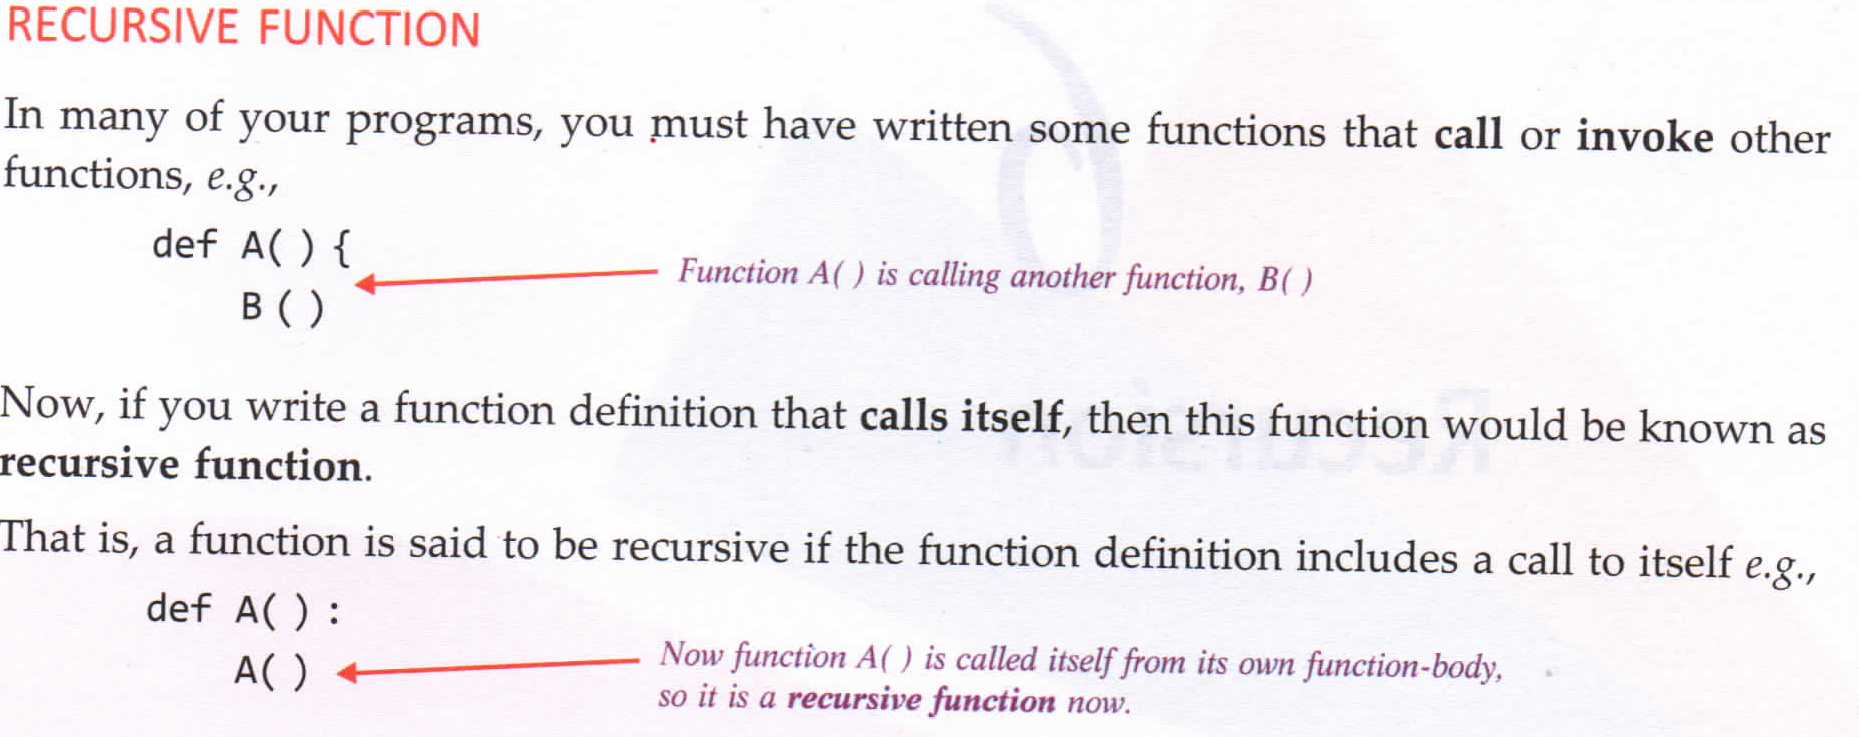 RECURSIVE FUNCTION
In many of your programs, you must have written some functions that call or invoke other
functions, e.g.,
def A( ) {
Function A( ) is calling another function, B( )
B ( )
Now, if you write a function definition that calls itself, then this function would be known as
recursive function.
That is, a function is said to be recursive if the function definition includes a call to itself e.g.,
def A( ) :
A( )
Now function A( ) is called itself from its own function-body,
so it is a recursive function now.